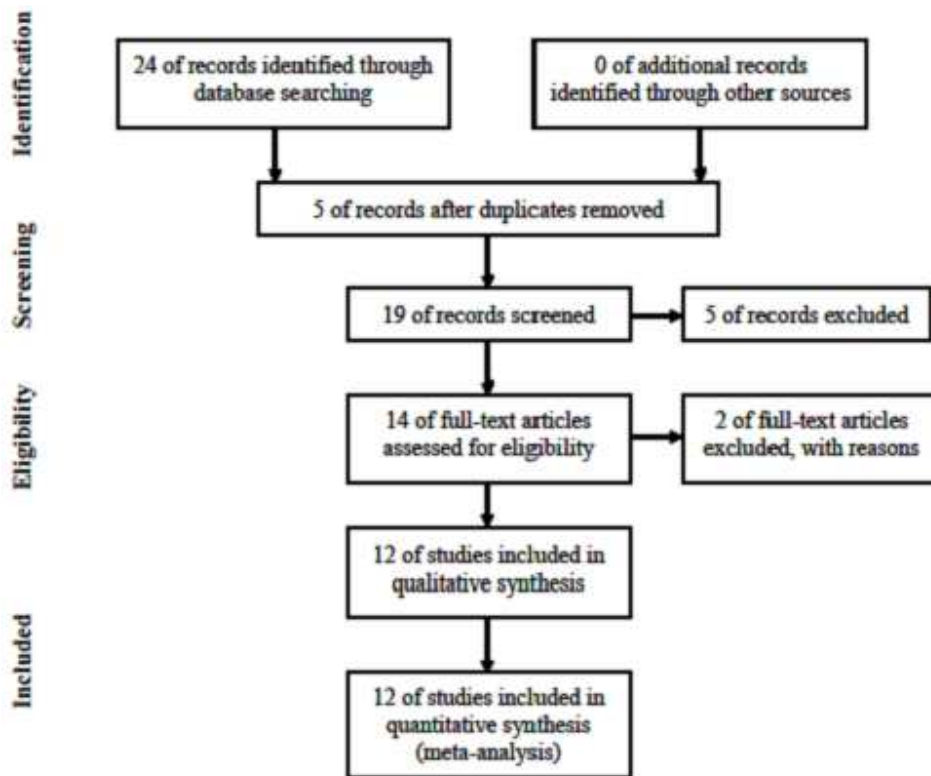 Identification
24 of records identified through
database searching
0 of additional records
identified through other sources
5 of records after duplicates removed
Screening
19 of records screened
5 of records excluded
Eligibility
14 of full-text articles
assessed for eligibility
2 of full-text articles
excluded, with reasons
12 of studies included in
qualitative synthesis
Included
12 of studies included in
quantitative synthesis
(meta-analysis)